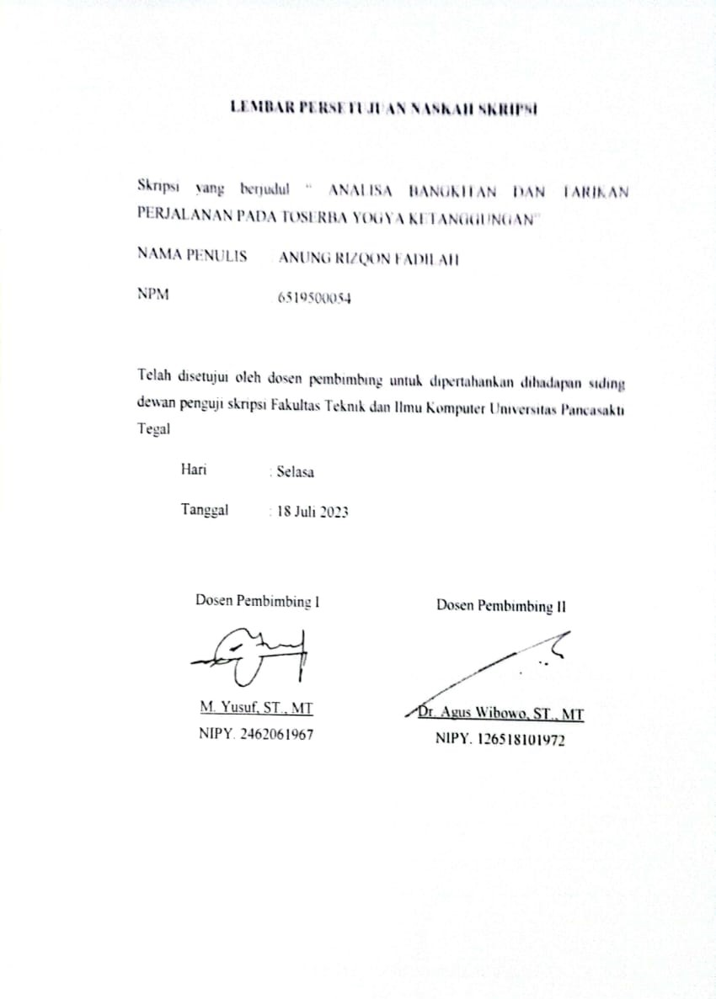 LEMBAR PERSETUJUAN NASKAH SKRIPSI
Skripsi yang berjudul “ ANALISA BANGKITAN DAN TARIKAN
PERJALANAN PADA TOSERBA YOGYA KETANGGUNGAN”
NAMA PENULIS : ANUNG RIZQON FADILAH
NPM : 6519500054
Telah disetujui oleh dosen pembimbing untuk dipertahankan dihadapan siding
dewan penguji skripsi Fakultas Teknik dan Ilmu Komputer Universitas Pancasakti
Tegal
Hari : Selasa
Tanggal : 18 Juli 2023
Dosen Pembimbing I Dosen Pembimbing II
M. Yusuf, ST., MT Dr. Agus Wibowo, ST., MT
NIPY. 2462061967 NIPY. 126518101972